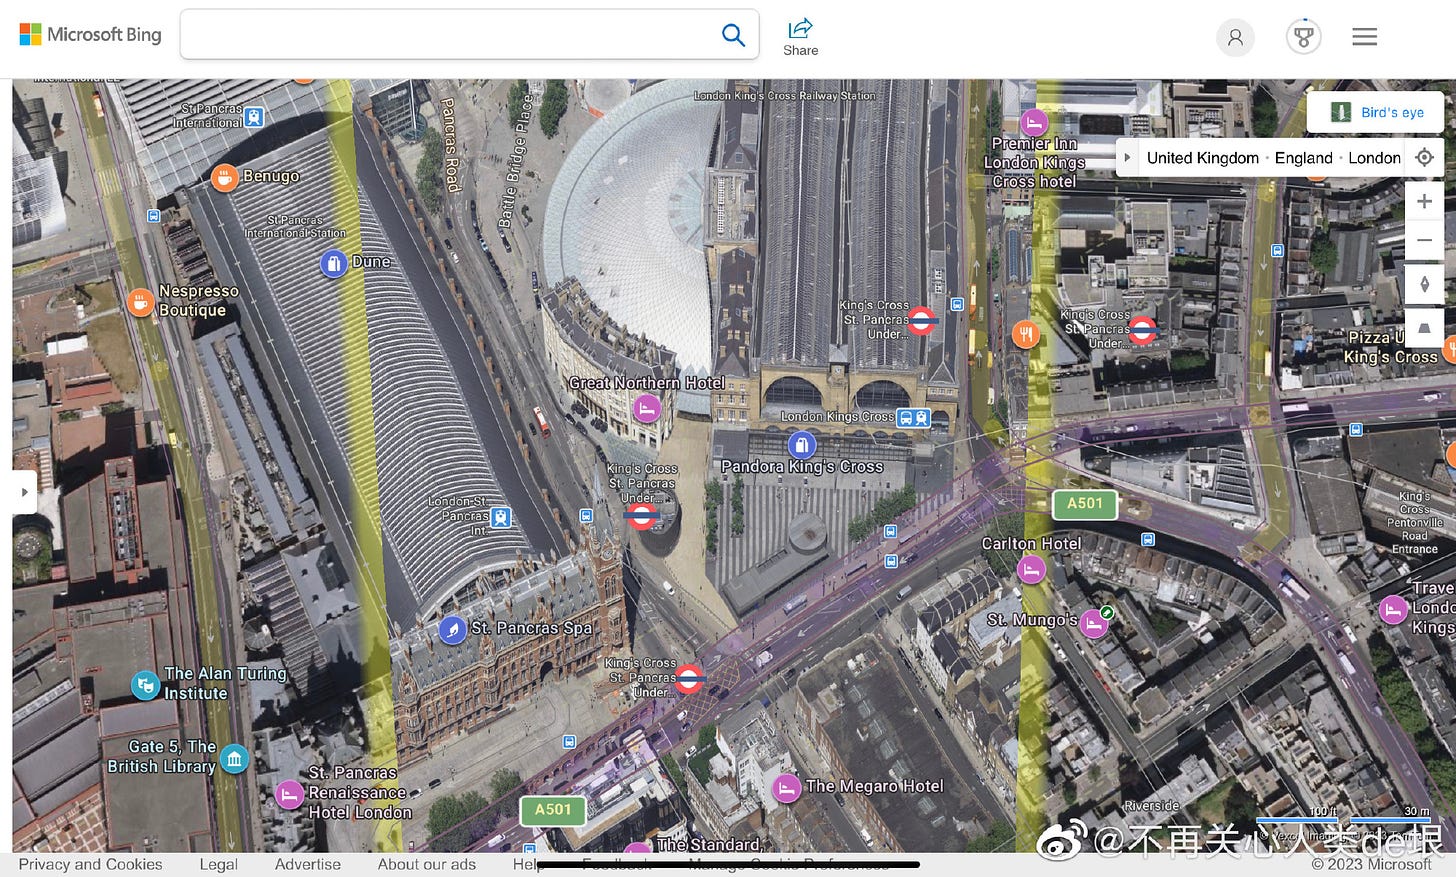 Microsoft Bing
Share
Bird's eye
United Kingdom · England · London
London King's Cross Railway Station
St Pancras
International
Pancras Road
Battle Bridge Place
Premier Inn
London Kings
Cross hotel
Benugo
St Pancras
International Station
Dune
Nespresso
Boutique
King's Cross
St. Pancras
Under...
King's Cross
St. Pancras
Under...
Pizza U
King's Cross
Great Northern Hotel
London Kings Cross
Pandora King's Cross
King's Cross
St. Pancras
Under...
London St.
Pancras
Int.
A501
King's
Cross
Pentonville
Road
Entrance
Carlton Hotel
St. Mungo's
Trave
Londo
Kings
St. Pancras Spa
King's Cross
St. Pancras
Under...
The Alan Turing
Institute
Gate 5, The
British Library
St. Pancras
Renaissance
Hotel London
The Megaro Hotel
A501
Riverside
100 ft
30 m
The Standard,
@不再关心人类de珢
Privacy and Cookies
Legal
Advertise
About our ads
Help
© 2023 Microsoft